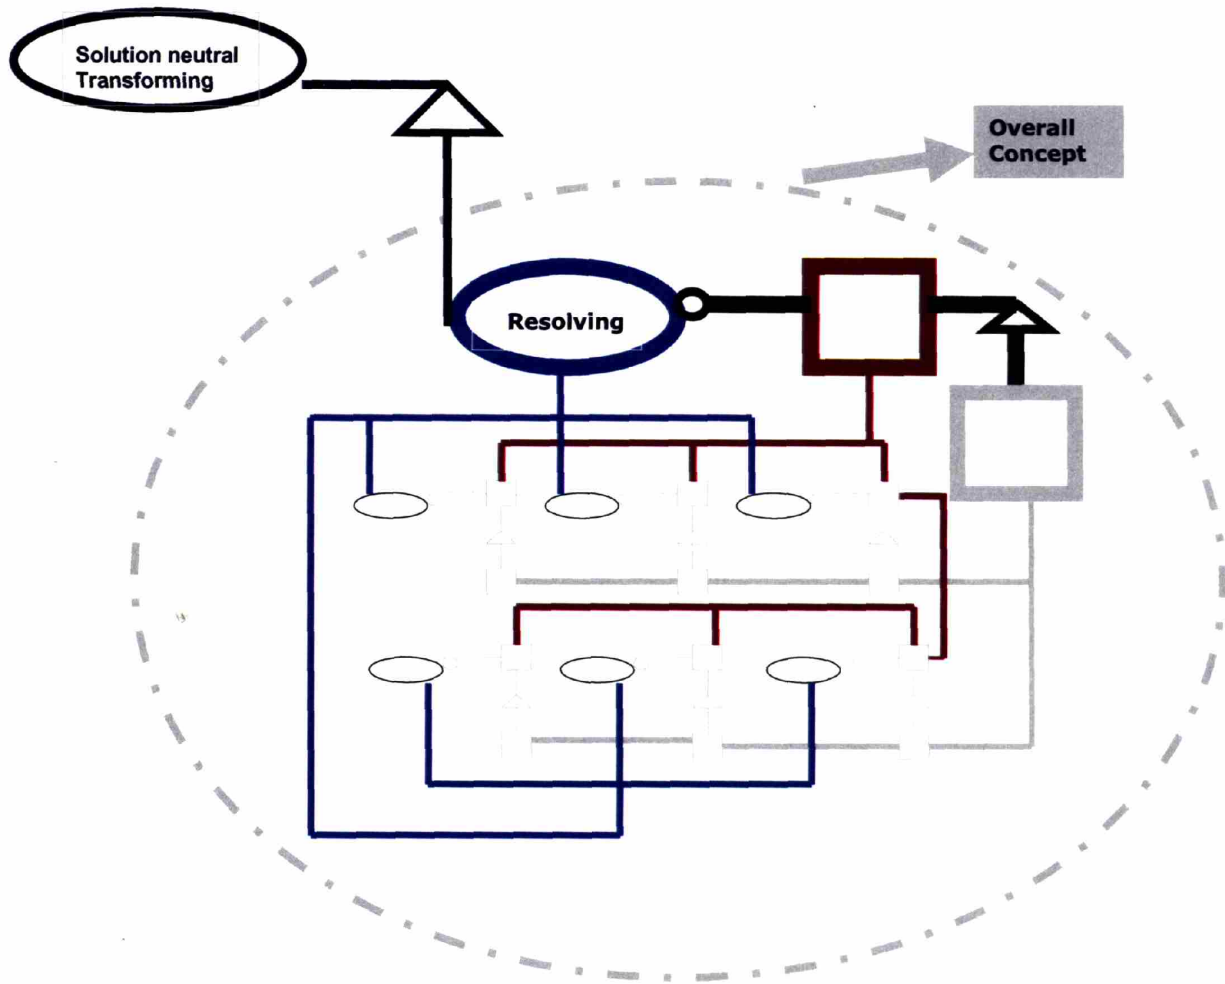 Solution neutral
Transforming
Overall
Concept
Resolving